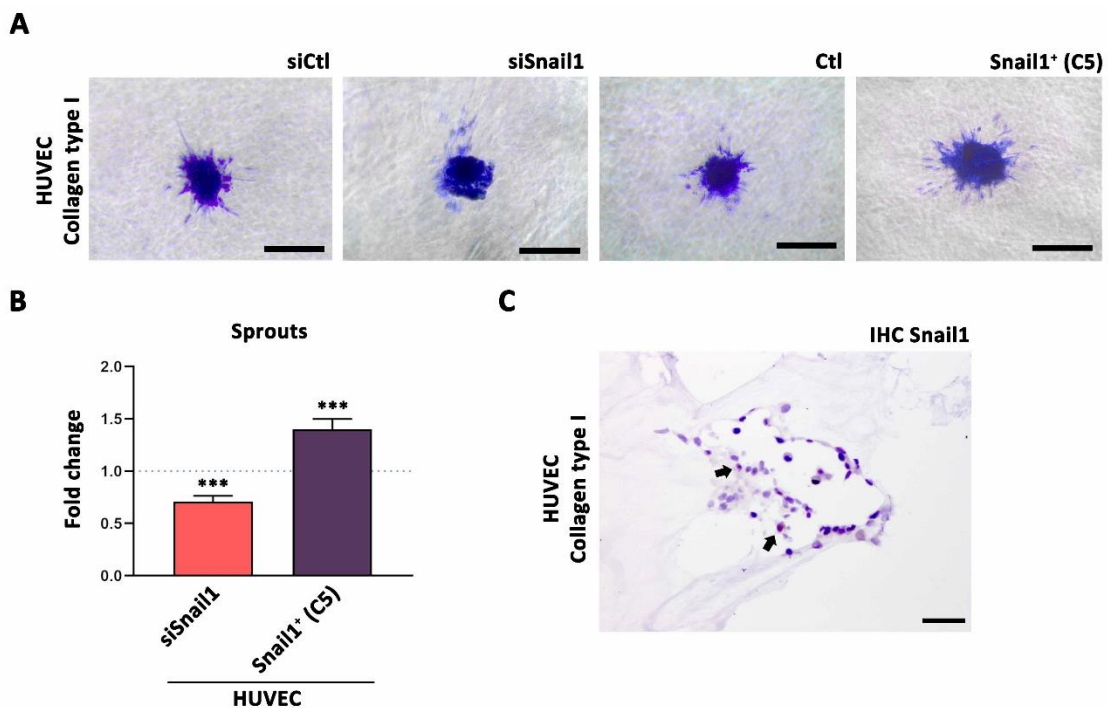 A
siCtl
siSnail1
Ctl
Snail1⁺ (C5)
HUVEC
Collagen type I
B
Sprouts
Fold change
2.0
1.5
1.0
0.5
0.0
***
***
siSnail1
Snail1⁺ (C5)
HUVEC
C
IHC Snail1
HUVEC
Collagen type I